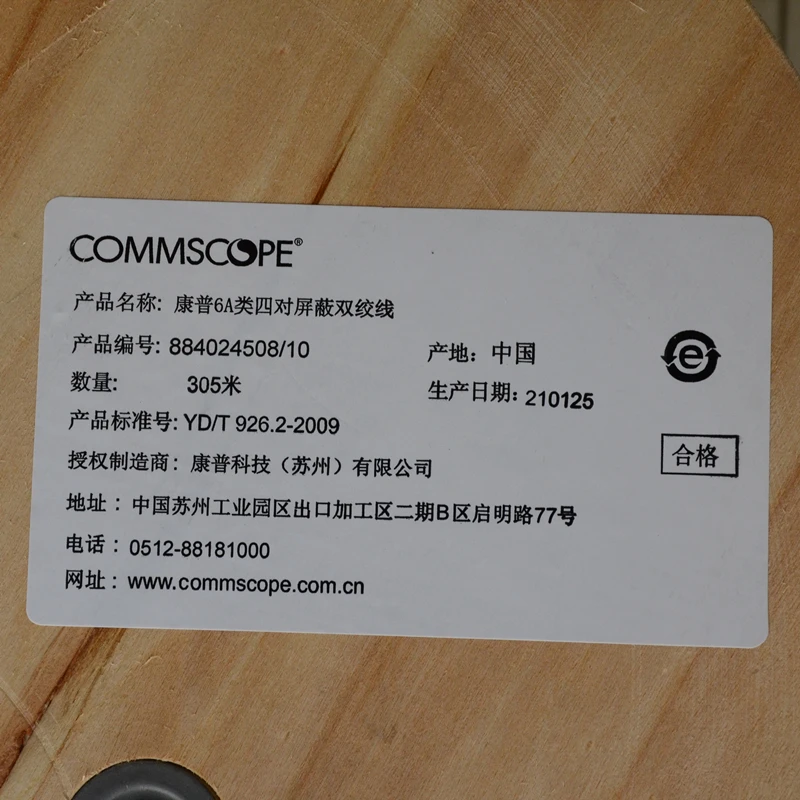 COMMSCOPE®
产品名称: 康普6A类四对屏蔽双绞线
产品编号: 884024508/10
产地: 中国
数量: 305米
生产日期: 210125
产品标准号: YD/T 926.2-2009
合格
授权制造商: 康普科技（苏州）有限公司
地址: 中国苏州工业园区出口加工区二期B区启明路77号
电话: 0512-88181000
网址: www.commscope.com.cn
e